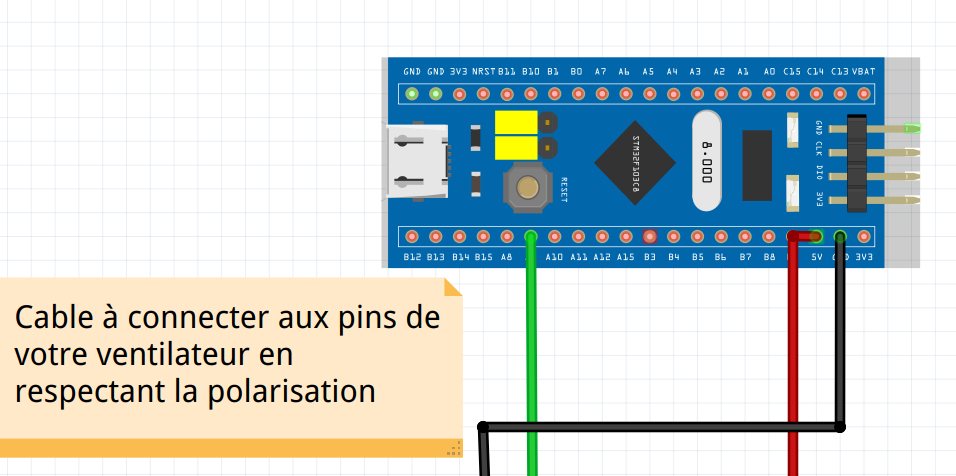 GND GND 3V3 NRST B11 B10 B1 B0 A7 A6 A5 A4 A3 A2 A1 A0 C15 C14 C13 VBAT
GND
CLK
DIO
3V3
STM32F103C8
8.000
RESET
B12 B13 B14 B15 A8 A10 A11 A12 A15 B3 B4 B5 B6 B7 B8 5V 3V3
Cable à connecter aux pins de
votre ventilateur en
respectant la polarisation